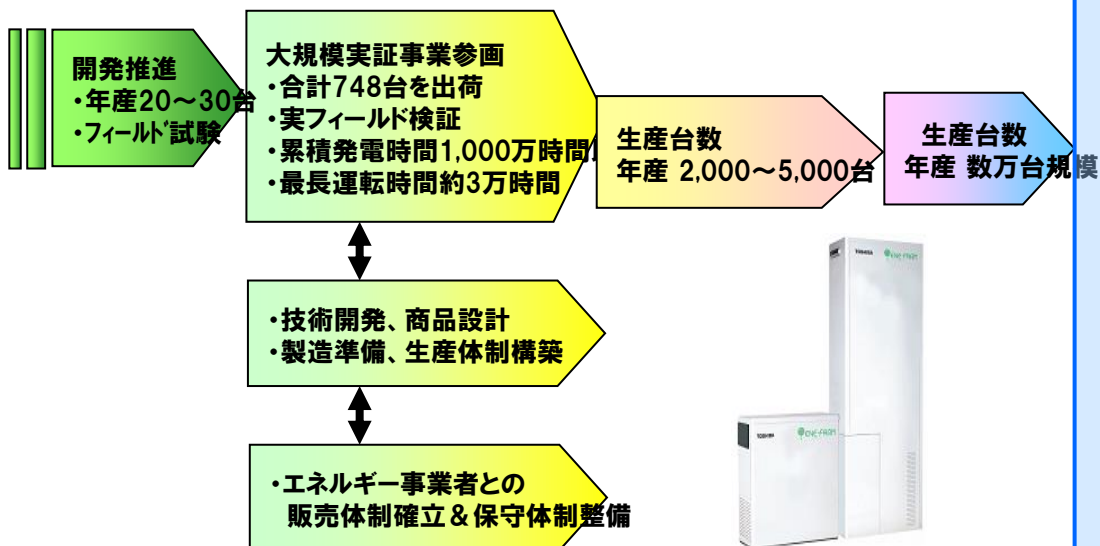 開発推進
・年産20～30台
・フィールド試験
大規模実証事業参画
・合計748台を出荷
・実フィールド検証
・累積発電時間1,000万時間
・最長運転時間約3万時間
生産台数
年産 2,000～5,000台
生産台数
年産 数万台規模
・技術開発、商品設計
・製造準備、生産体制構築
・エネルギー事業者との
販売体制確立＆保守体制整備
TOSHIBA ENE-FARM
TOSHIBA ENE-FARM